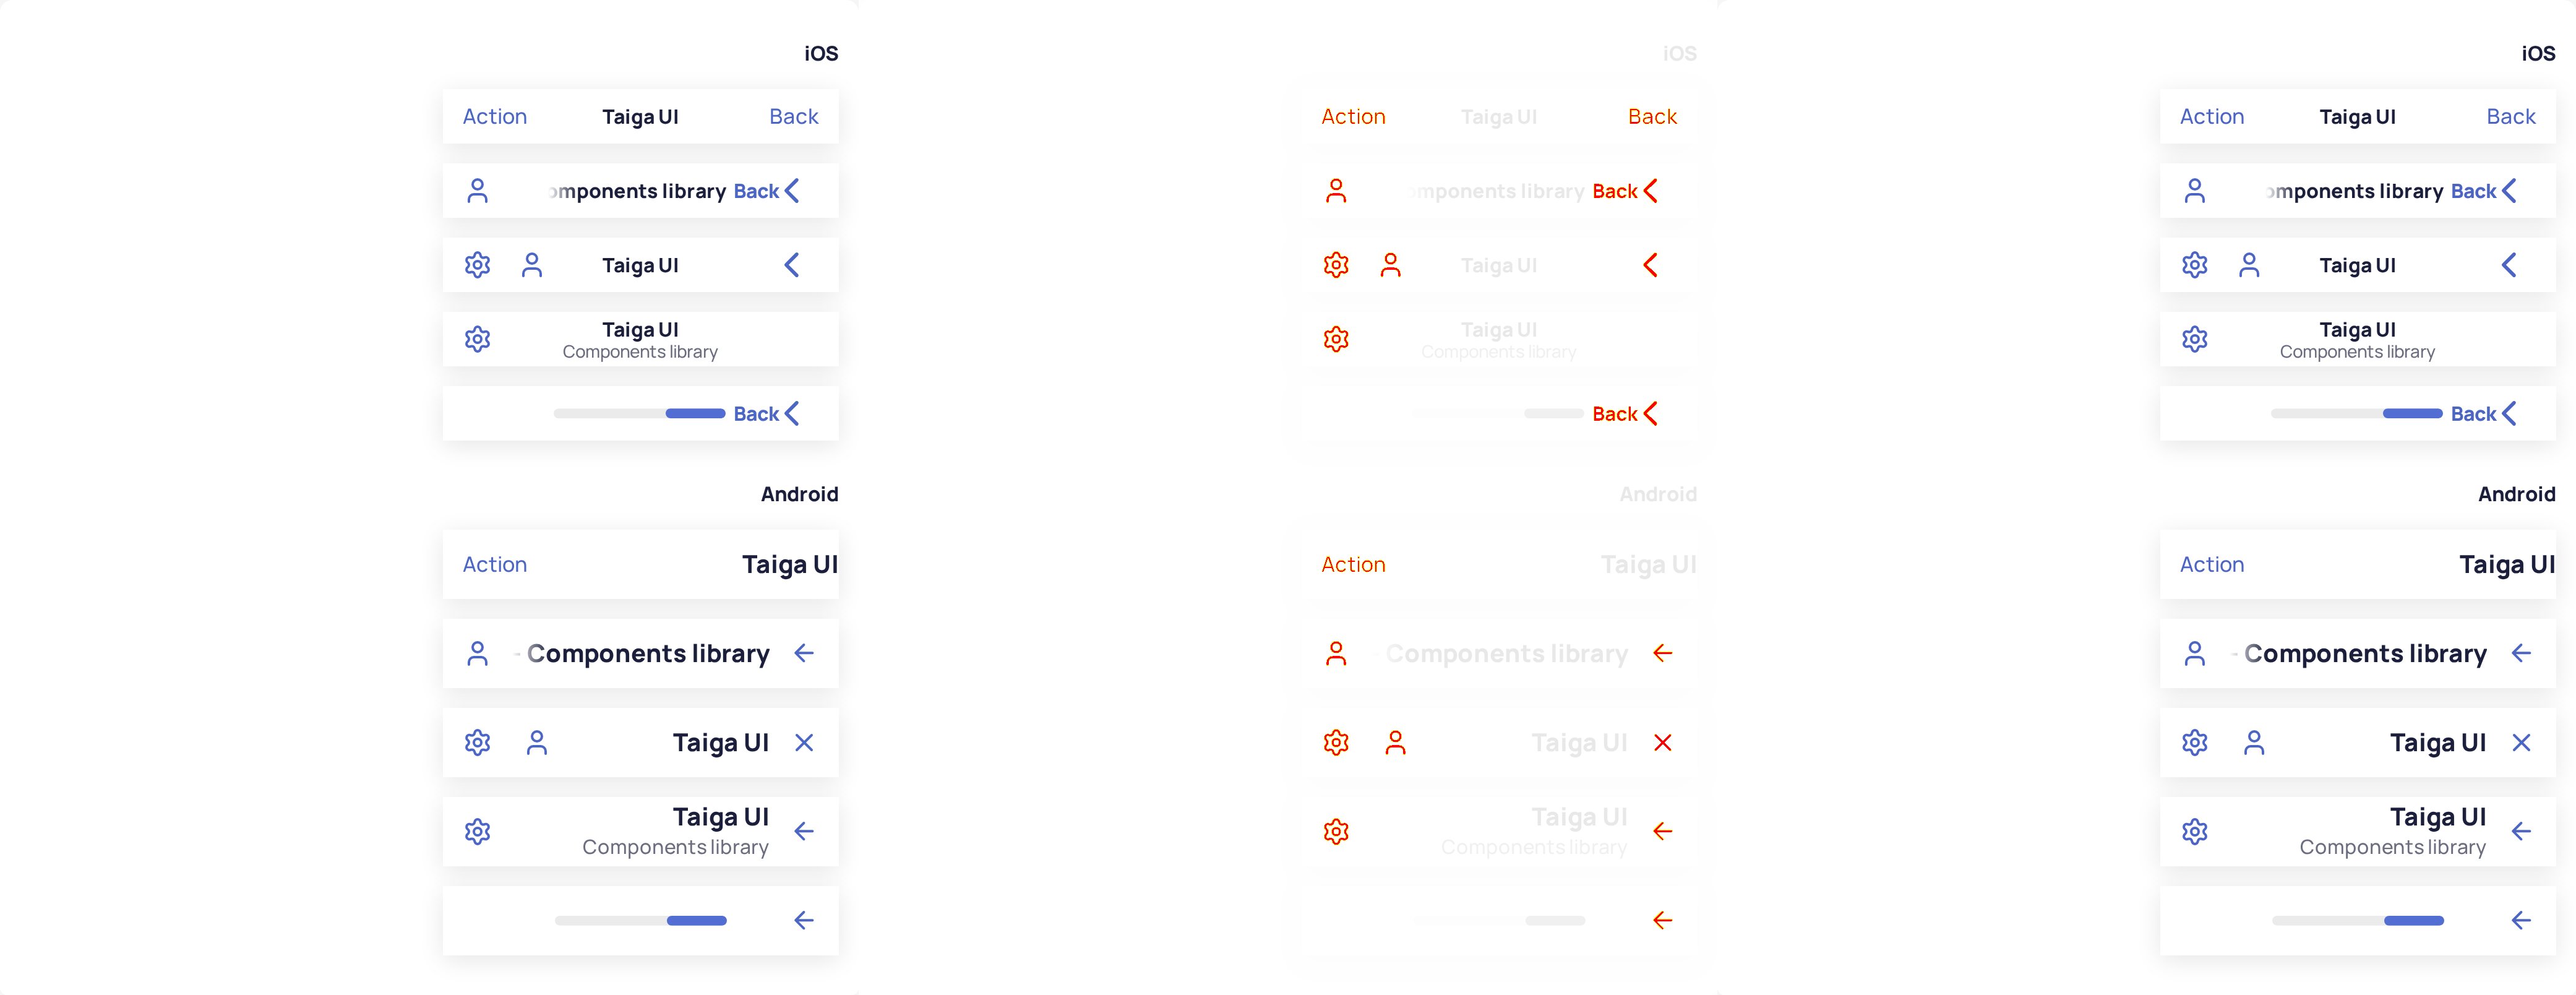 iOS
Action Taiga UI Back
omponents library Back
Taiga UI
Taiga UI
Components library
Back
Android
Action Taiga UI
- Components library
Taiga UI
Taiga UI
Components library
iOS
Action Taiga UI Back
omponents library Back
Taiga UI
Taiga UI
Components library
Back
Android
Action Taiga UI
Components library
Taiga UI
Taiga UI
Components library
iOS
Action Taiga UI Back
omponents library Back
Taiga UI
Taiga UI
Components library
Back
Android
Action Taiga UI
- Components library
Taiga UI
Taiga UI
Components library